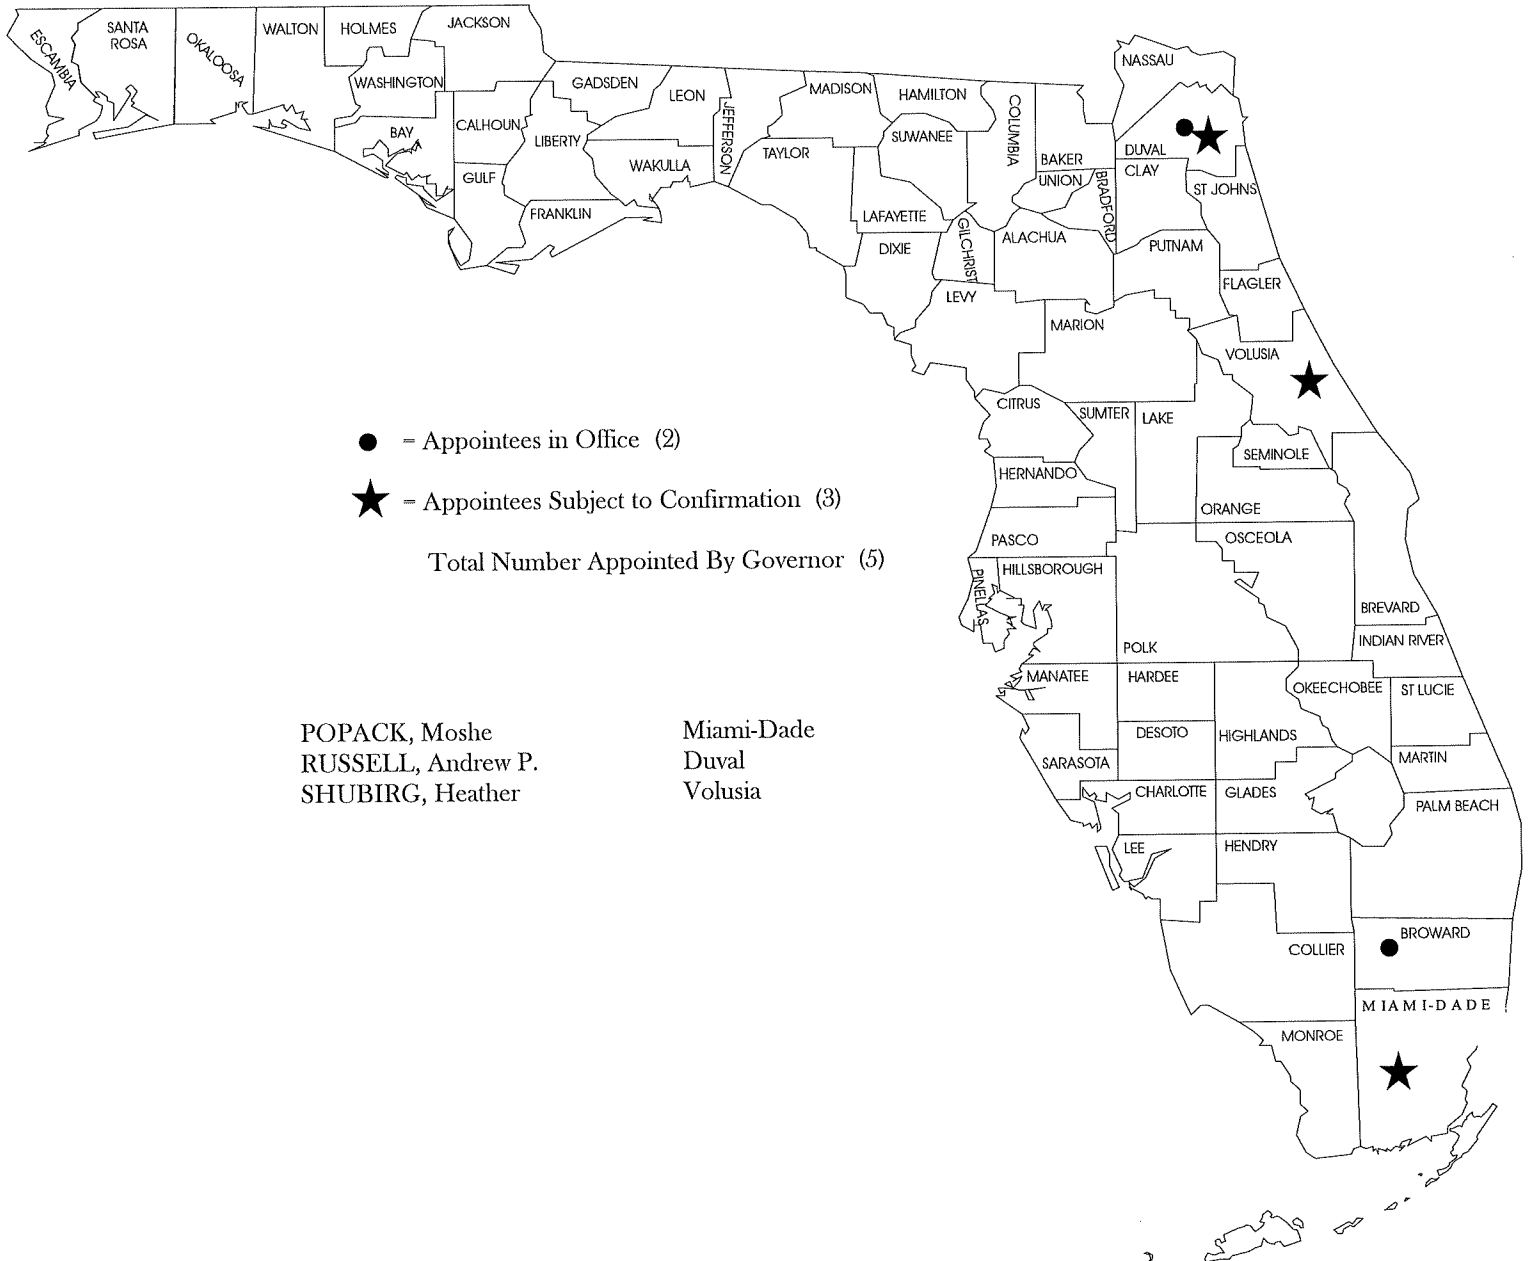 JACKSON
SANTA
ROSA
WALTON
HOLMES
ESCAMBIA
OKALOOSA
NASSAU
WASHINGTON
GADSDEN
LEON
MADISON
HAMILTON
JEFFERSON
COLUMBIA
CALHOUN
BAY
LIBERTY
SUWANEE
TAYLOR
DUVAL
BAKER
WAKULLA
CLAY
GULF
UNION
BRADFORD
ST JOHNS
FRANKLIN
LAFAYETTE
GILCHRIST
ALACHUA
DIXIE
PUTNAM
FLAGLER
LEVY
MARION
VOLUSIA
CITRUS
SUMTER
LAKE
= Appointees in Office (2)
SEMINOLE
HERNANDO
= Appointees Subject to Confirmation (3)
ORANGE
PASCO
OSCEOLA
Total Number Appointed By Governor (5)
HILLSBOROUGH
PINELLAS
BREVARD
INDIAN RIVER
POLK
MANATEE
HARDEE
OKEECHOBEE
ST LUCIE
POPACK, Moshe Miami-Dade
DESOTO
HIGHLANDS
RUSSELL, Andrew P. Duval
SARASOTA
MARTIN
SHUBIRG, Heather Volusia
CHARLOTTE
GLADES
PALM BEACH
LEE
HENDRY
BROWARD
COLLIER
MIAMI-DADE
MONROE